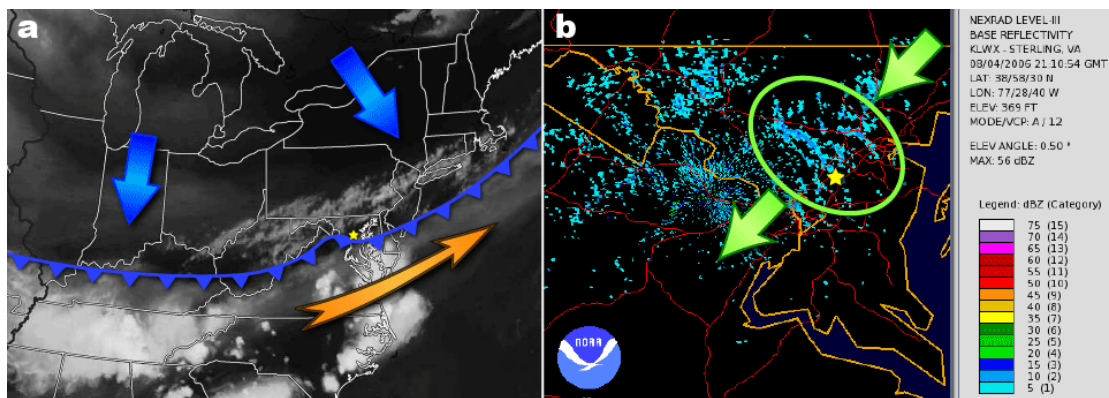 a
b
NEXRAD LEVEL-III
BASE REFLECTIVITY
KLWX - STERLING, VA
08/04/2006 21:10:54 GMT
LAT: 38/58/30 N
LON: 77/28/40 W
ELEV: 369 FT
MODE/VCP: A / 12
ELEV ANGLE: 0.50 °
MAX: 56 dBZ
Legend: dBZ (Category)
75 (15)
70 (14)
65 (13)
60 (12)
55 (11)
50 (10)
45 (9)
40 (8)
35 (7)
30 (6)
25 (5)
20 (4)
15 (3)
10 (2)
5 (1)
NOAA